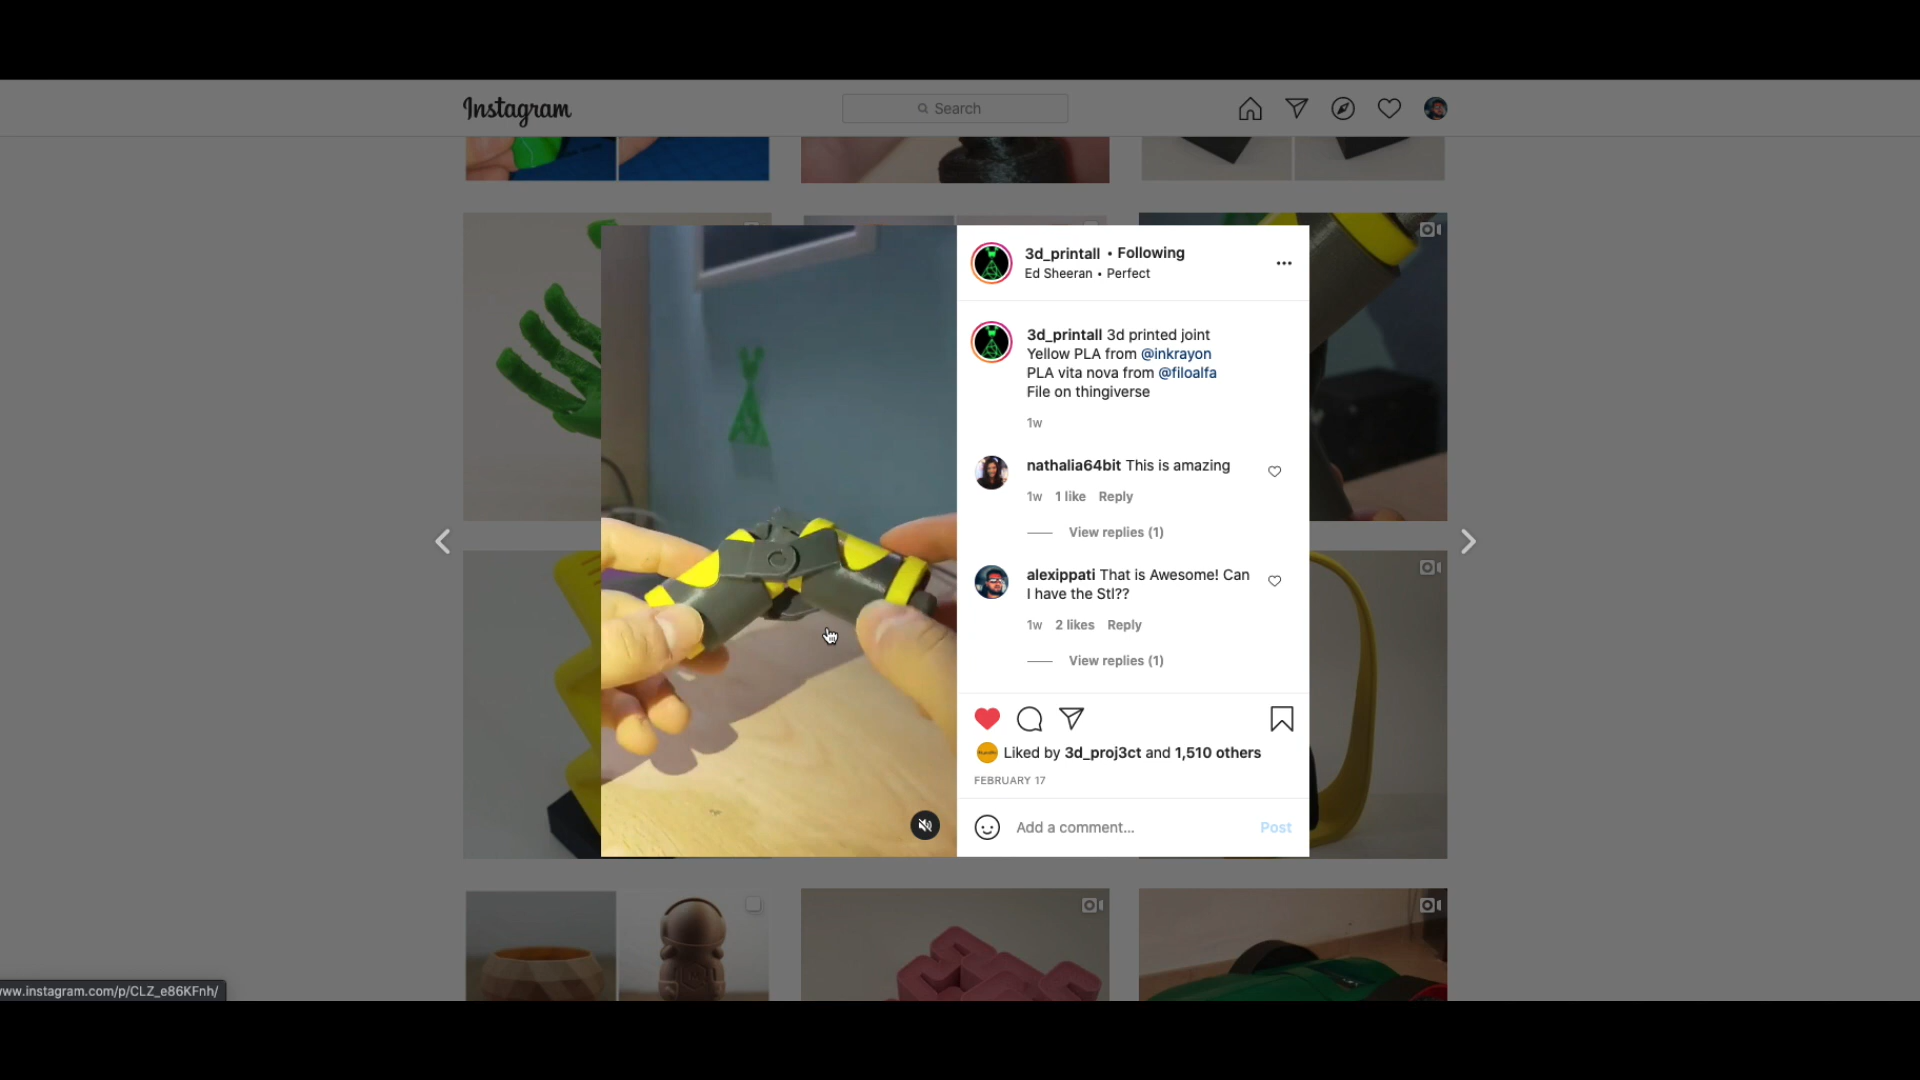 Instagram
Search
3d_printall • Following
Ed Sheeran • Perfect
3d_printall 3d printed joint
Yellow PLA from @inkrayon
PLA vita nova from @filoalfa
File on thingiverse
1w
nathalia64bit This is amazing
1w 1 like Reply
View replies (1)
alexippati That is Awesome! Can
I have the Stl??
1w 2 likes Reply
View replies (1)
Liked by 3d_proj3ct and 1,510 others
FEBRUARY 17
Add a comment... Post
www.instagram.com/p/CLZ_e86KFnh/